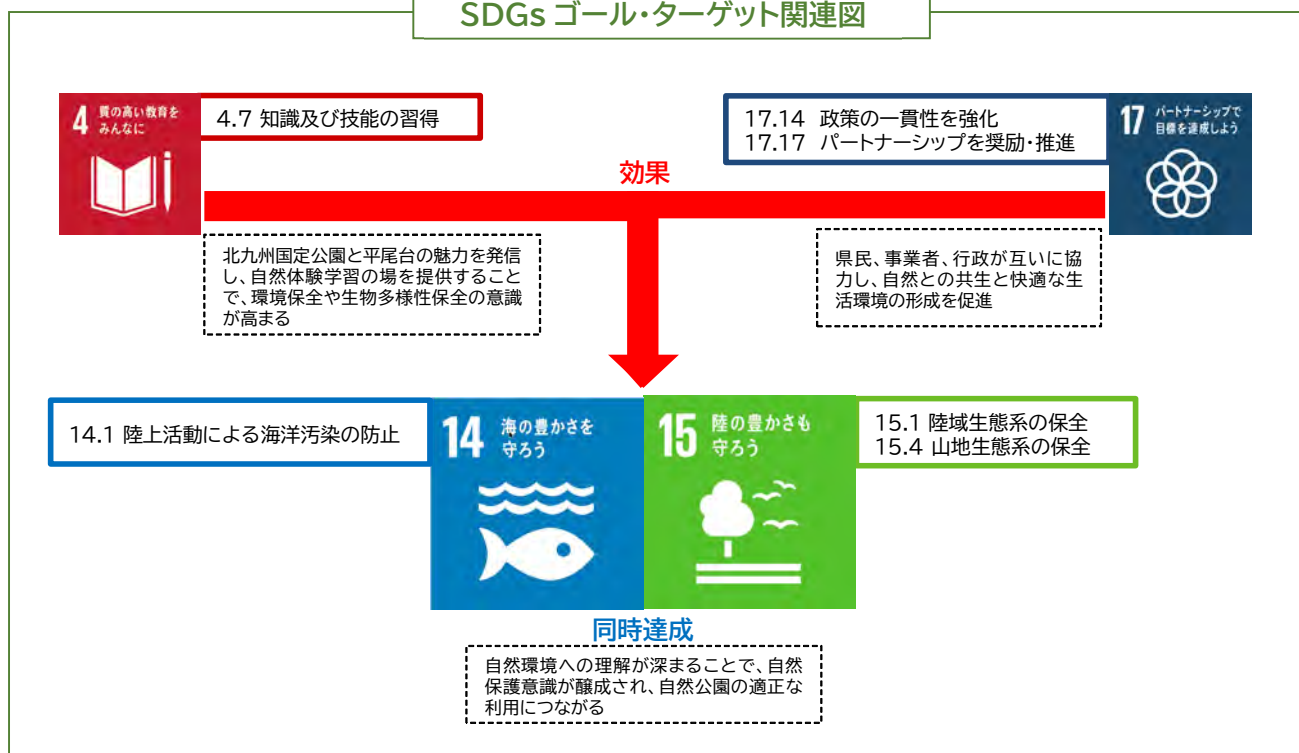 SDGs ゴール・ターゲット関連図
4 質の高い教育を
みんなに
4.7 知識及び技能の習得
17.14 政策の一貫性を強化
17.17 パートナーシップを奨励・推進
17 パートナーシップで
目標を達成しよう
効果
北九州国定公園と平尾台の魅力を発信
し、自然体験学習の場を提供すること
で、環境保全や生物多様性保全の意識
が高まる
県民、事業者、行政が互いに協
力し、自然との共生と快適な生
活環境の形成を促進
14.1 陸上活動による海洋汚染の防止
14 海の豊かさを
守ろう
15 陸の豊かさも
守ろう
15.1 陸域生態系の保全
15.4 山地生態系の保全
同時達成
自然環境への理解が深まることで、自然
保護意識が醸成され、自然公園の適正な
利用につながる